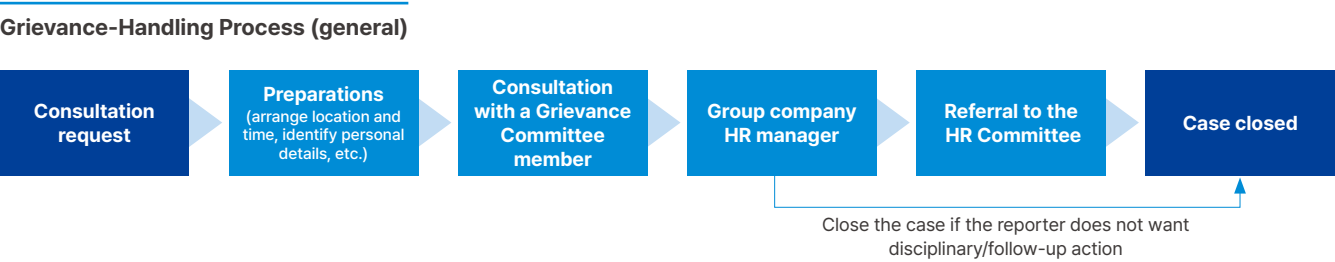 Grievance-Handling Process (general)
Consultation
request
Preparations
(arrange location and
time, identify personal
details, etc.)
Consultation
with a Grievance
Committee
member
Group company
HR manager
Referral to the
HR Committee
Case closed
Close the case if the reporter does not want
disciplinary/follow-up action